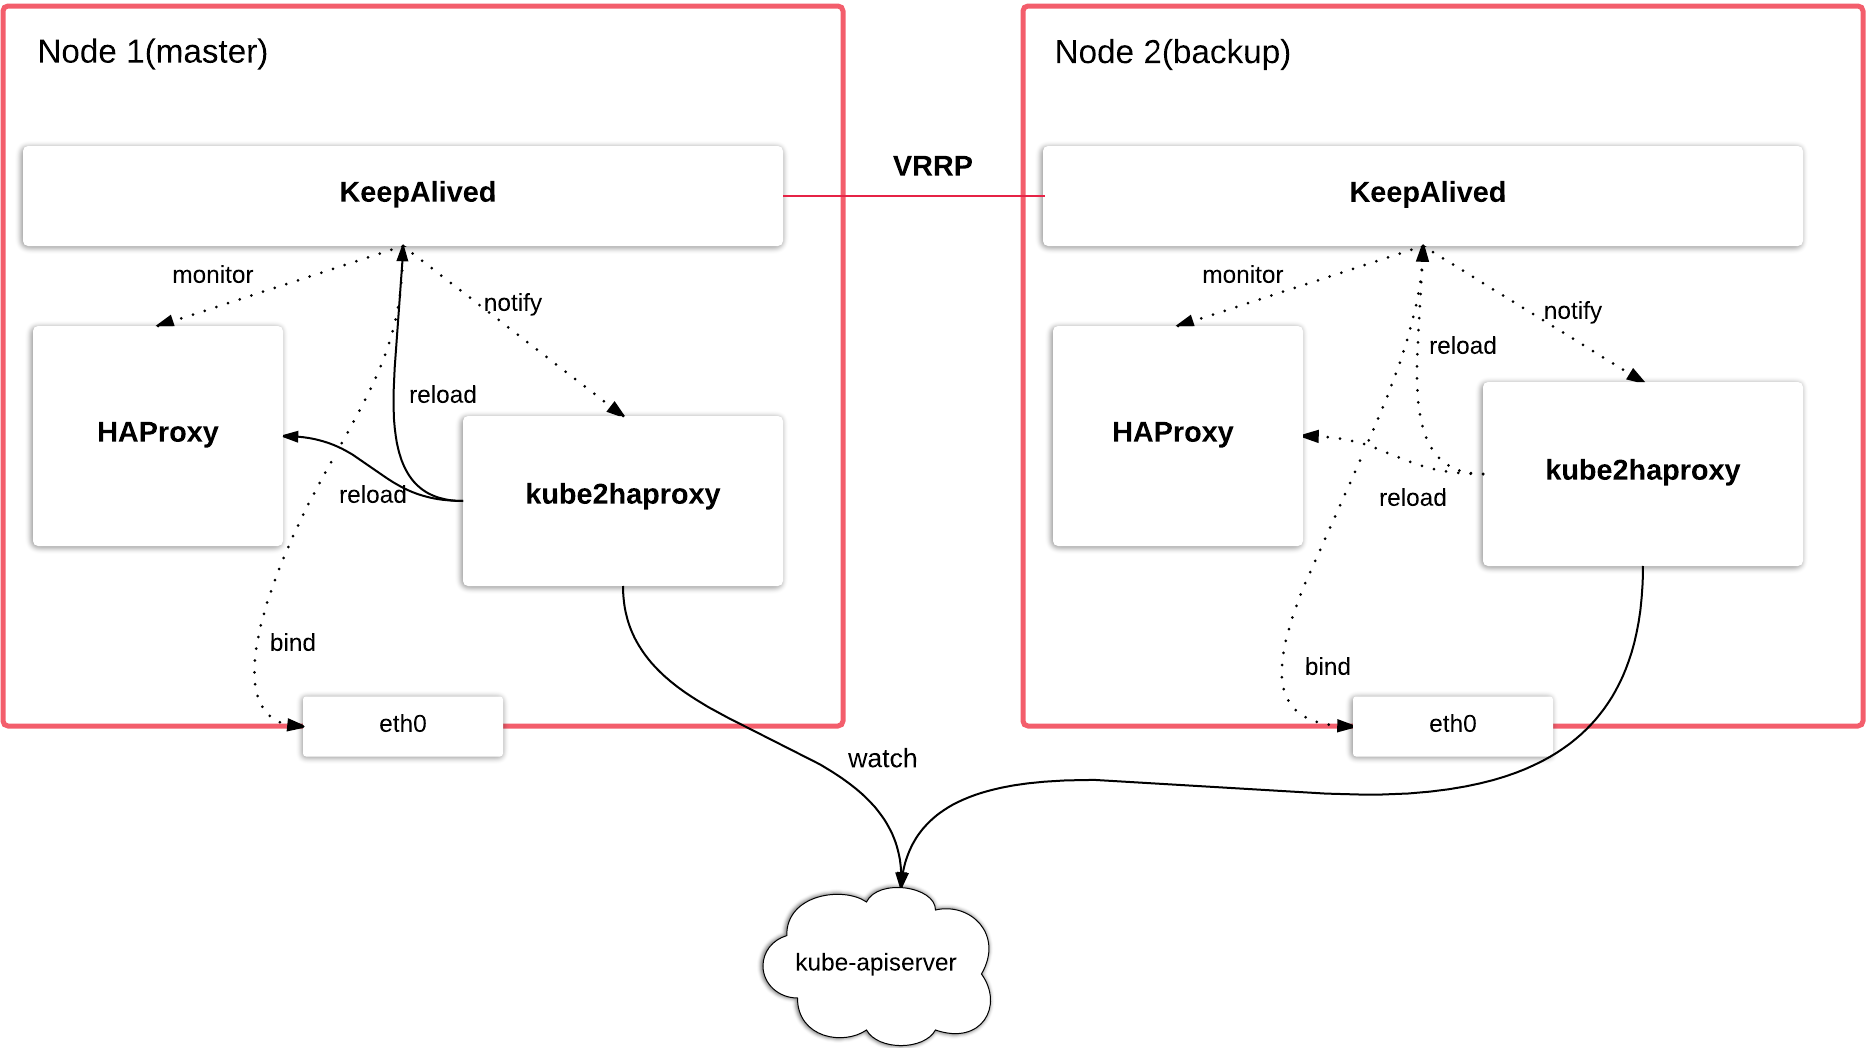 Node 1(master)
KeepAlived
monitor
notify
reload
HAProxy
reload
kube2haproxy
bind
eth0
VRRP
Node 2(backup)
KeepAlived
monitor
notify
reload
HAProxy
reload
kube2haproxy
bind
eth0
watch
kube-apiserver